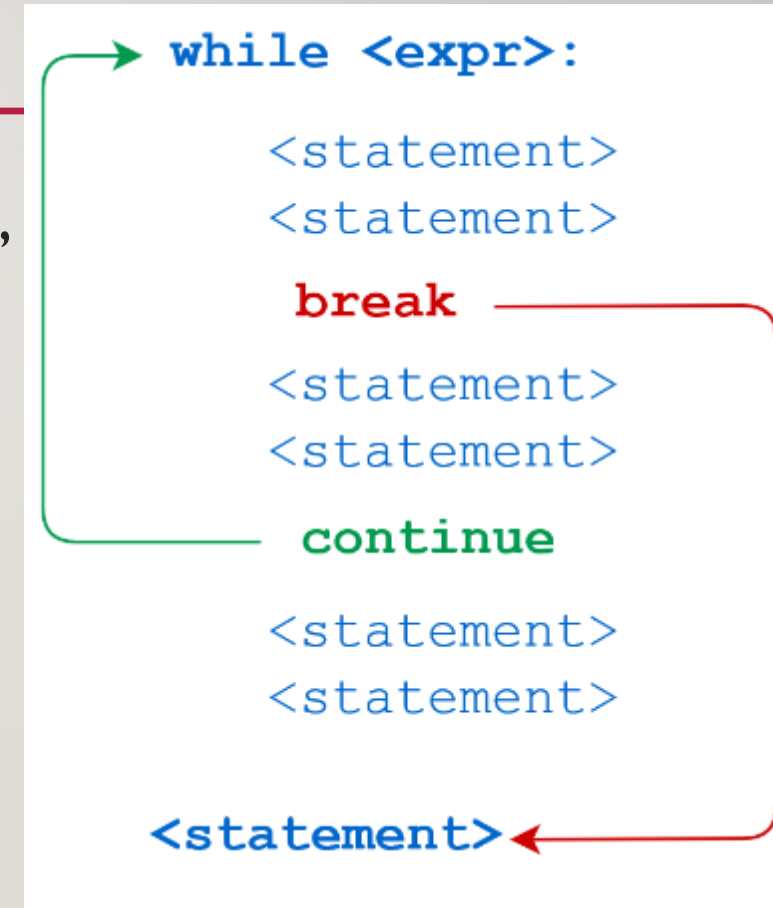 while <expr>:
<statement>
<statement>
,
break
<statement>
<statement>
continue
<statement>
<statement>
<statement>